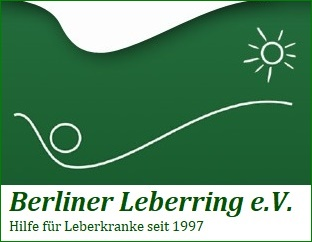 Berliner Leberring e.V.
Hilfe für Leberkranke seit 1997